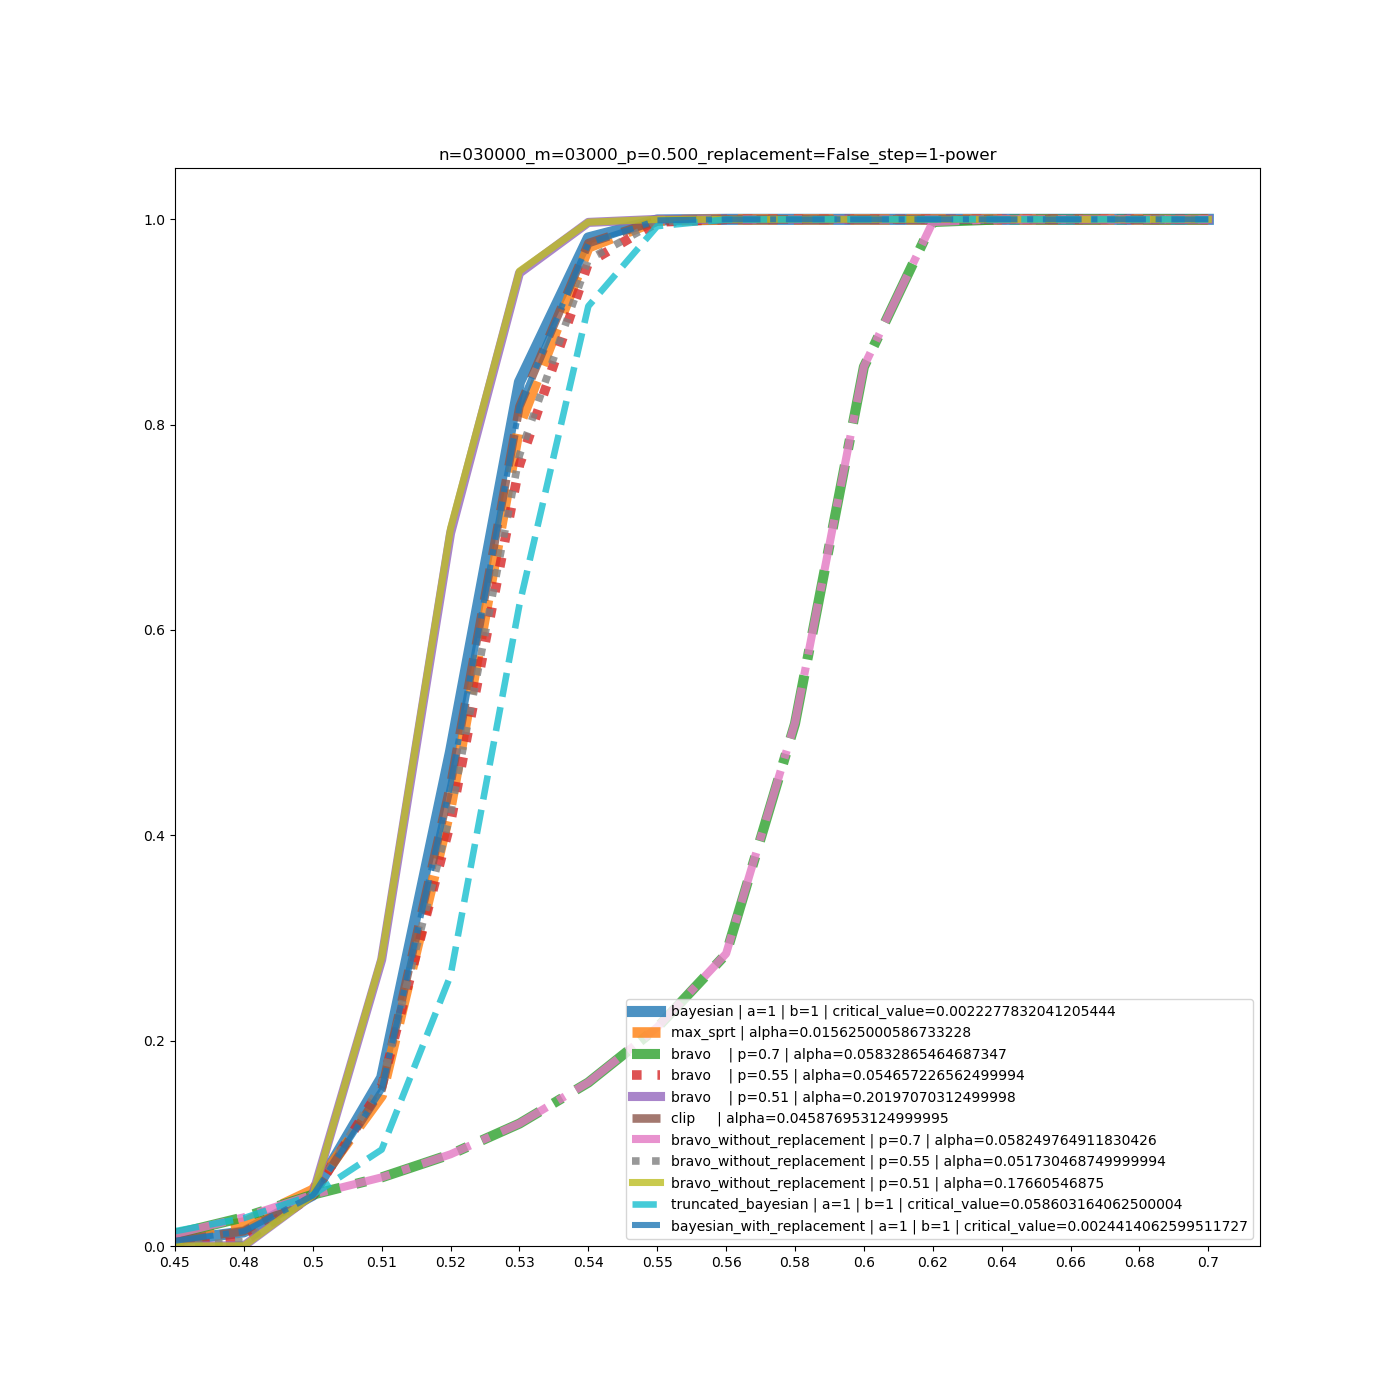 n=030000_m=03000_p=0.500_replacement=False_step=1-power
1.0
0.8
0.6
0.4
0.2
0.0
bayesian | a=1 | b=1 | critical_value=0.0022277832041205444
max_sprt | alpha=0.015625000586733228
bravo | p=0.7 | alpha=0.05832865464687347
bravo | p=0.55 | alpha=0.054657226562499994
bravo | p=0.51 | alpha=0.20197070312499998
clip | alpha=0.045876953124999995
bravo_without_replacement | p=0.7 | alpha=0.058249764911830426
bravo_without_replacement | p=0.55 | alpha=0.051730468749999994
bravo_without_replacement | p=0.51 | alpha=0.17660546875
truncated_bayesian | a=1 | b=1 | critical_value=0.058603164062500004
bayesian_with_replacement | a=1 | b=1 | critical_value=0.0024414062599511727
0.45 0.48 0.5 0.51 0.52 0.53 0.54 0.55 0.56 0.58 0.6 0.62 0.64 0.66 0.68 0.7